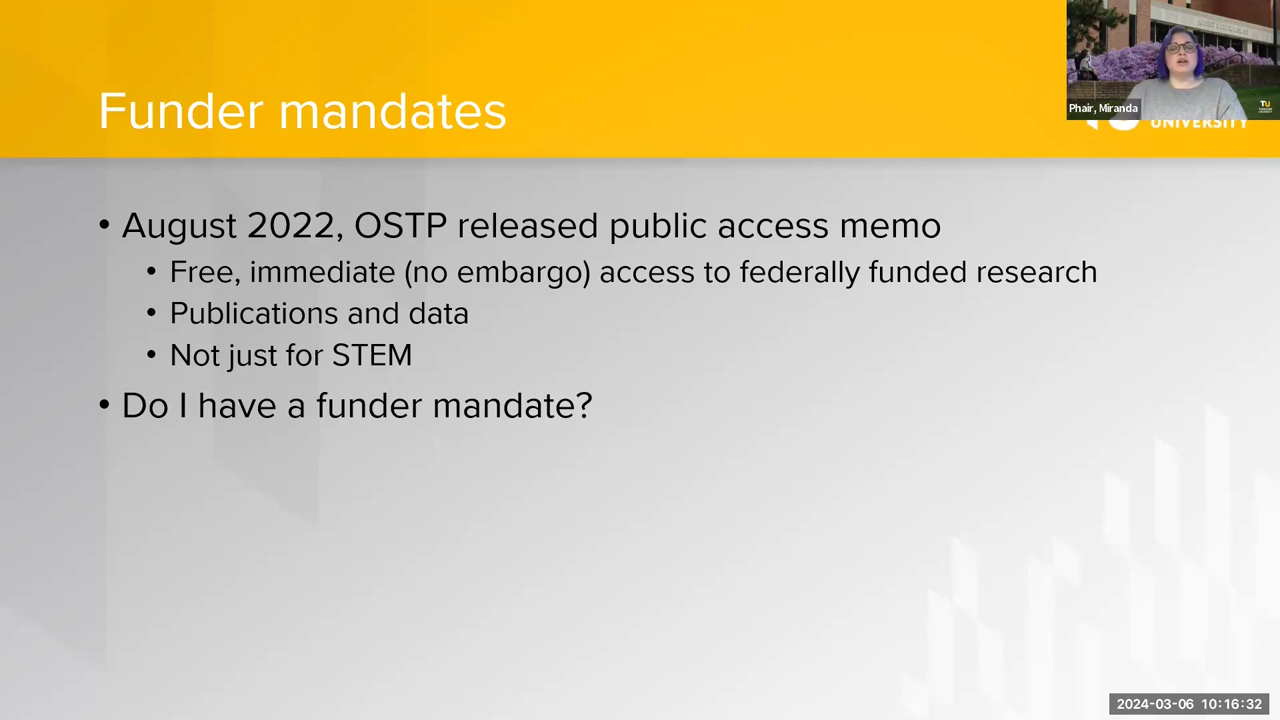 Funder mandates
Phair, Miranda
TU
UNIVERSITY
• August 2022, OSTP released public access memo
• Free, immediate (no embargo) access to federally funded research
• Publications and data
• Not just for STEM
• Do I have a funder mandate?
2024-03-06 10:16:32